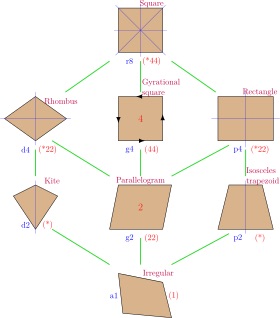 Square
r8 (*44)
Rhombus
Gyrational
square
Rectangle
4
d4 (*22)
g4 (44)
p4 (*22)
Kite
Parallelogram
Isosceles
trapezoid
2
d2 (*)
g2 (22)
p2 (*)
Irregular
a1 (1)